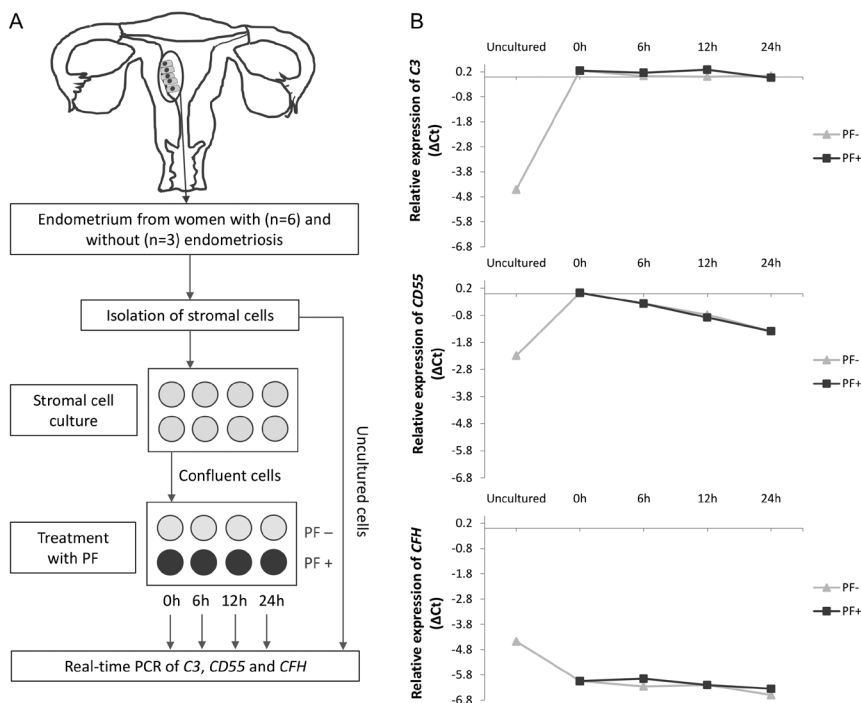 A
Endometrium from women with (n=6) and
without (n=3) endometriosis
Isolation of stromal cells
Stromal cell
culture
Confluent cells
Uncultured cells
Treatment
with PF
PF −
PF +
0h 6h 12h 24h
Real-time PCR of C3, CD55 and CFH
B
Uncultured 0h 6h 12h 24h
Relative expression of C3
(ΔCt)
0.2
-0.8
-1.8
-2.8
-3.8
-4.8
-5.8
-6.8
PF-
PF+
Uncultured 0h 6h 12h 24h
Relative expression of CD55
(ΔCt)
0.2
-0.8
-1.8
-2.8
-3.8
-4.8
-5.8
-6.8
PF-
PF+
Uncultured 0h 6h 12h 24h
Relative expression of CFH
(ΔCt)
0.2
-0.8
-1.8
-2.8
-3.8
-4.8
-5.8
-6.8
PF-
PF+